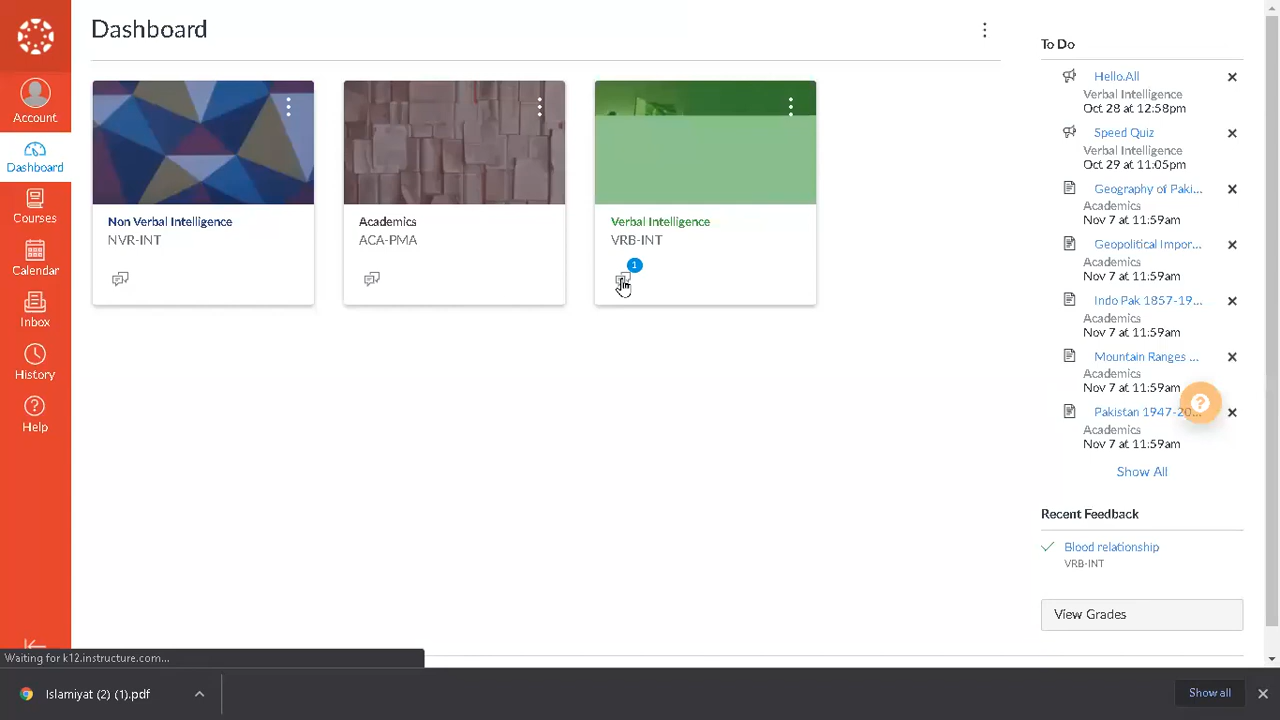 Dashboard
Account
Dashboard
Courses
Calendar
Inbox
History
Help
Non Verbal Intelligence
NVR-INT
Academics
ACA-PMA
Verbal Intelligence
VRB-INT
1
To Do
Hello.All
Verbal Intelligence
Oct 28 at 12:58pm
Speed Quiz
Verbal Intelligence
Oct 29 at 11:05pm
Geography of Paki...
Academics
Nov 7 at 11:59am
Geopolitical Impor...
Academics
Nov 7 at 11:59am
Indo Pak 1857-19...
Academics
Nov 7 at 11:59am
Mountain Ranges ...
Academics
Nov 7 at 11:59am
Pakistan 1947-20...
Academics
Nov 7 at 11:59am
Show All
Recent Feedback
Blood relationship
VRB-INT
View Grades
Waiting for k12.instructure.com...
Islamiyat (2) (1).pdf
Show all